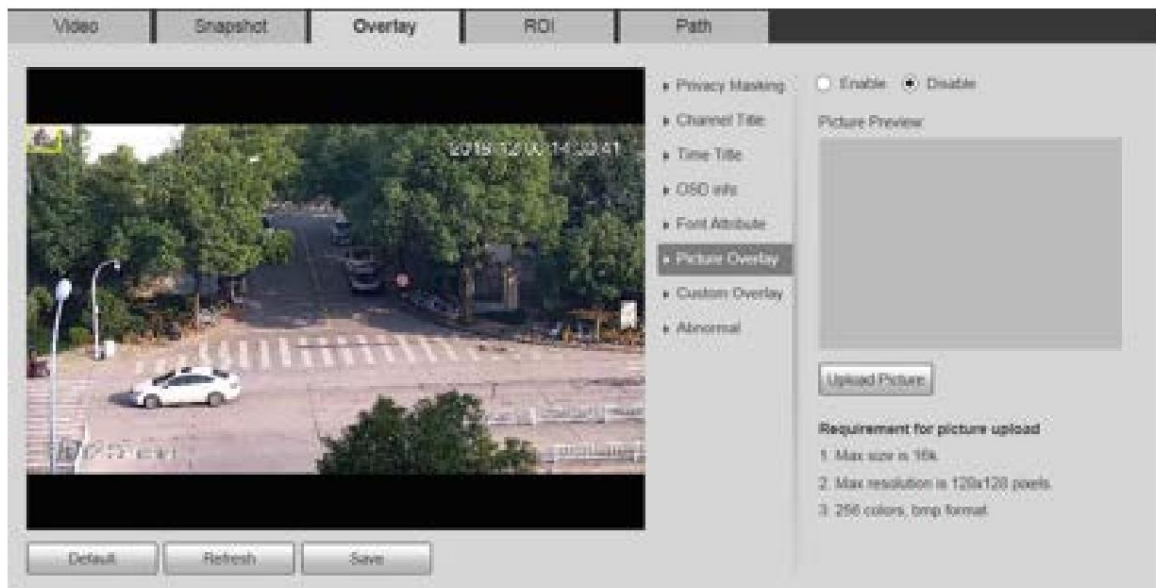 Video Snapshot Overlay ROI Path
Privacy Masking
Channel Title
Time Title
OSD info
Font Attribute
Picture Overlay
Custom Overlay
Abnormal
Enable Disable
Picture Preview
Upload Picture
Requirement for picture upload
1. Max size is 16k.
2. Max resolution is 128x128 pixels.
3. 256 colors, bmp format.
Default Refresh Save